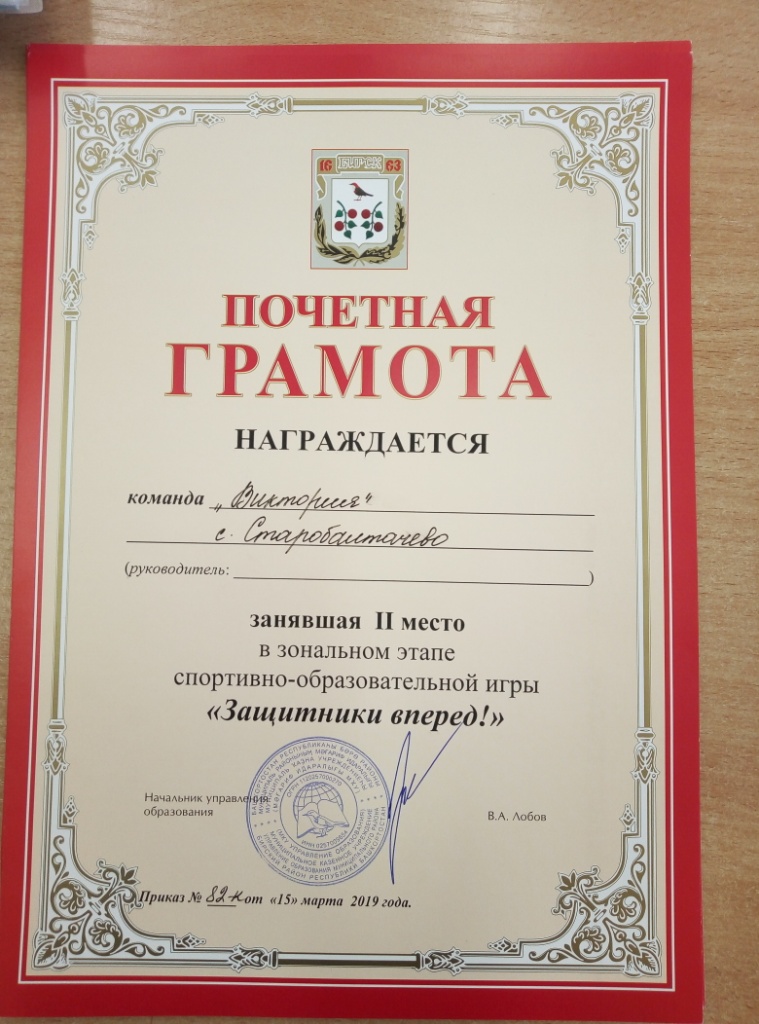 16 БИРСК 63
ПОЧЕТНАЯ
ГРАМОТА
НАГРАЖДАЕТСЯ
команда „Виктория“
с. Старобалтачево
(руководитель: )
занявшая II место
в зональном этапе
спортивно-образовательной игры
«Защитники вперед!»
Начальник управления
образования
В.А. Лобов
Приказ № 82-к от «15» марта 2019 года.